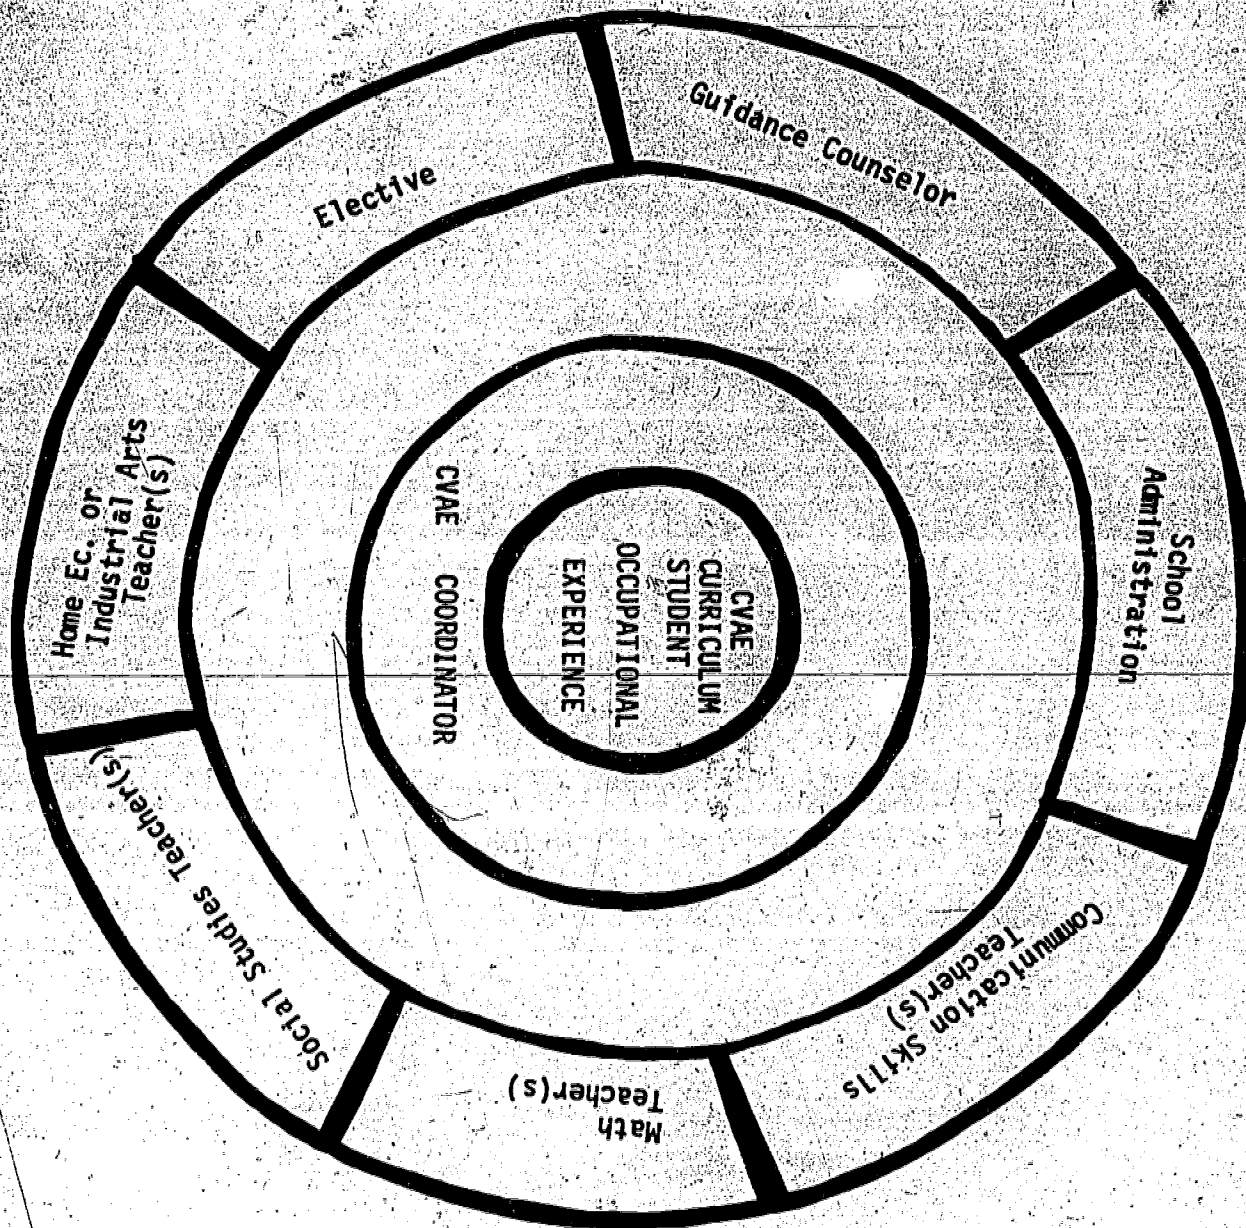 School
Administration
Communication Skills
Teacher(s)
Math
Teacher(s)
Social Studies Teacher(s)
Home Ec. or
Industrial Arts
Teacher(s)
Elective
Guidance Counselor
CVAE
CURRICULUM
STUDENT
OCCUPATIONAL
EXPERIENCE
CVAE COORDINATOR